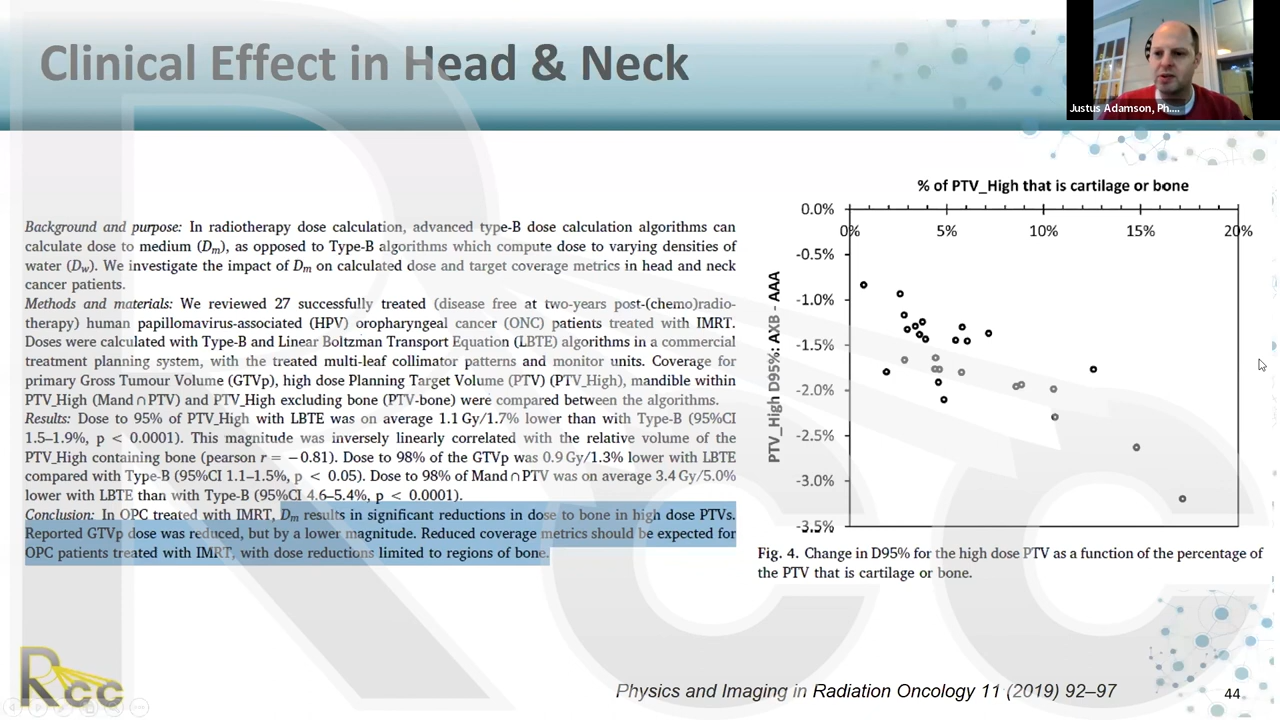 Clinical Effect in Head & Neck
Justus Adamson, Ph....
Background and purpose: In radiotherapy dose calculation, advanced type-B dose calculation algorithms can
calculate dose to medium (Dm), as opposed to Type-B algorithms which compute dose to varying densities of
water (Dw). We investigate the impact of Dm on calculated dose and target coverage metrics in head and neck
cancer patients.
Methods and materials: We reviewed 27 successfully treated (disease free at two-years post-(chemo)radio-
therapy) human papillomavirus-associated (HPV) oropharyngeal cancer (ONC) patients treated with IMRT.
Doses were calculated with Type-B and Linear Boltzman Transport Equation (LBTE) algorithms in a commercial
treatment planning system, with the treated multi-leaf collimator patterns and monitor units. Coverage for
primary Gross Tumour Volume (GTVp), high dose Planning Target Volume (PTV) (PTV_High), mandible within
PTV_High (Mand∩PTV) and PTV_High excluding bone (PTV-bone) were compared between the algorithms.
Results: Dose to 95% of PTV_High with LBTE was on average 1.1 Gy/1.7% lower than with Type-B (95%CI
1.5–1.9%, p < 0.0001). This magnitude was inversely linearly correlated with the relative volume of the
PTV_High containing bone (pearson r = −0.81). Dose to 98% of the GTVp was 0.9 Gy/1.3% lower with LBTE
compared with Type-B (95%CI 1.1–1.5%, p < 0.05). Dose to 98% of Mand∩PTV was on average 3.4 Gy/5.0%
lower with LBTE than with Type-B (95%CI 4.6–5.4%, p < 0.0001).
Conclusion: In OPC treated with IMRT, Dm results in significant reductions in dose to bone in high dose PTVs.
Reported GTVp dose was reduced, but by a lower magnitude. Reduced coverage metrics should be expected for
OPC patients treated with IMRT, with dose reductions limited to regions of bone.
% of PTV_High that is cartilage or bone
0% 5% 10% 15% 20%
PTV_High D95%: AXB - AAA
0.0%
-0.5%
-1.0%
-1.5%
-2.0%
-2.5%
-3.0%
-3.5%
Fig. 4. Change in D95% for the high dose PTV as a function of the percentage of
the PTV that is cartilage or bone.
Rcc
Physics and Imaging in Radiation Oncology 11 (2019) 92–97
44